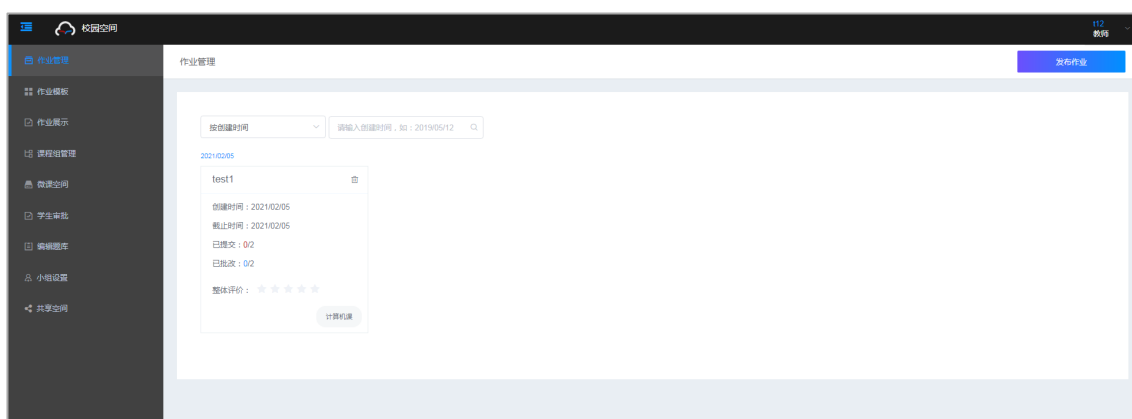 校园空间
t12
教师
作业管理
作业模板
作业展示
课程组管理
微课空间
学生审批
编辑题库
小组设置
共享空间
作业管理
发布作业
按创建时间
请输入创建时间，如：2019/05/12
2021/02/05
test1
创建时间：2021/02/05
截止时间：2021/02/05
已提交：0/2
已批改：0/2
整体评价：
计算机课